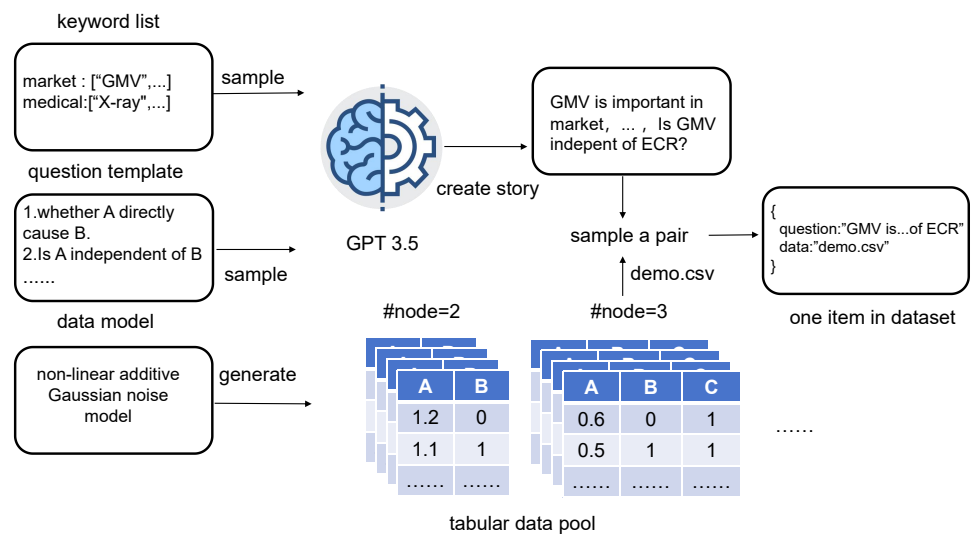 keyword list
market : [“GMV”,...]
medical:[“X-ray",...]
sample
question template
1.whether A directly
cause B.
2.Is A independent of B
......
sample
data model
non-linear additive
Gaussian noise
model
generate
GPT 3.5
create story
GMV is important in
market, ... , Is GMV
indepent of ECR?
sample a pair
demo.csv
{
question:”GMV is...of ECR”
data:”demo.csv”
}
one item in dataset
#node=2
A B
1.2 0
1.1 1
...... ......
#node=3
A B C
0.6 0 1
0.5 1 1
...... ...... ......
......
tabular data pool